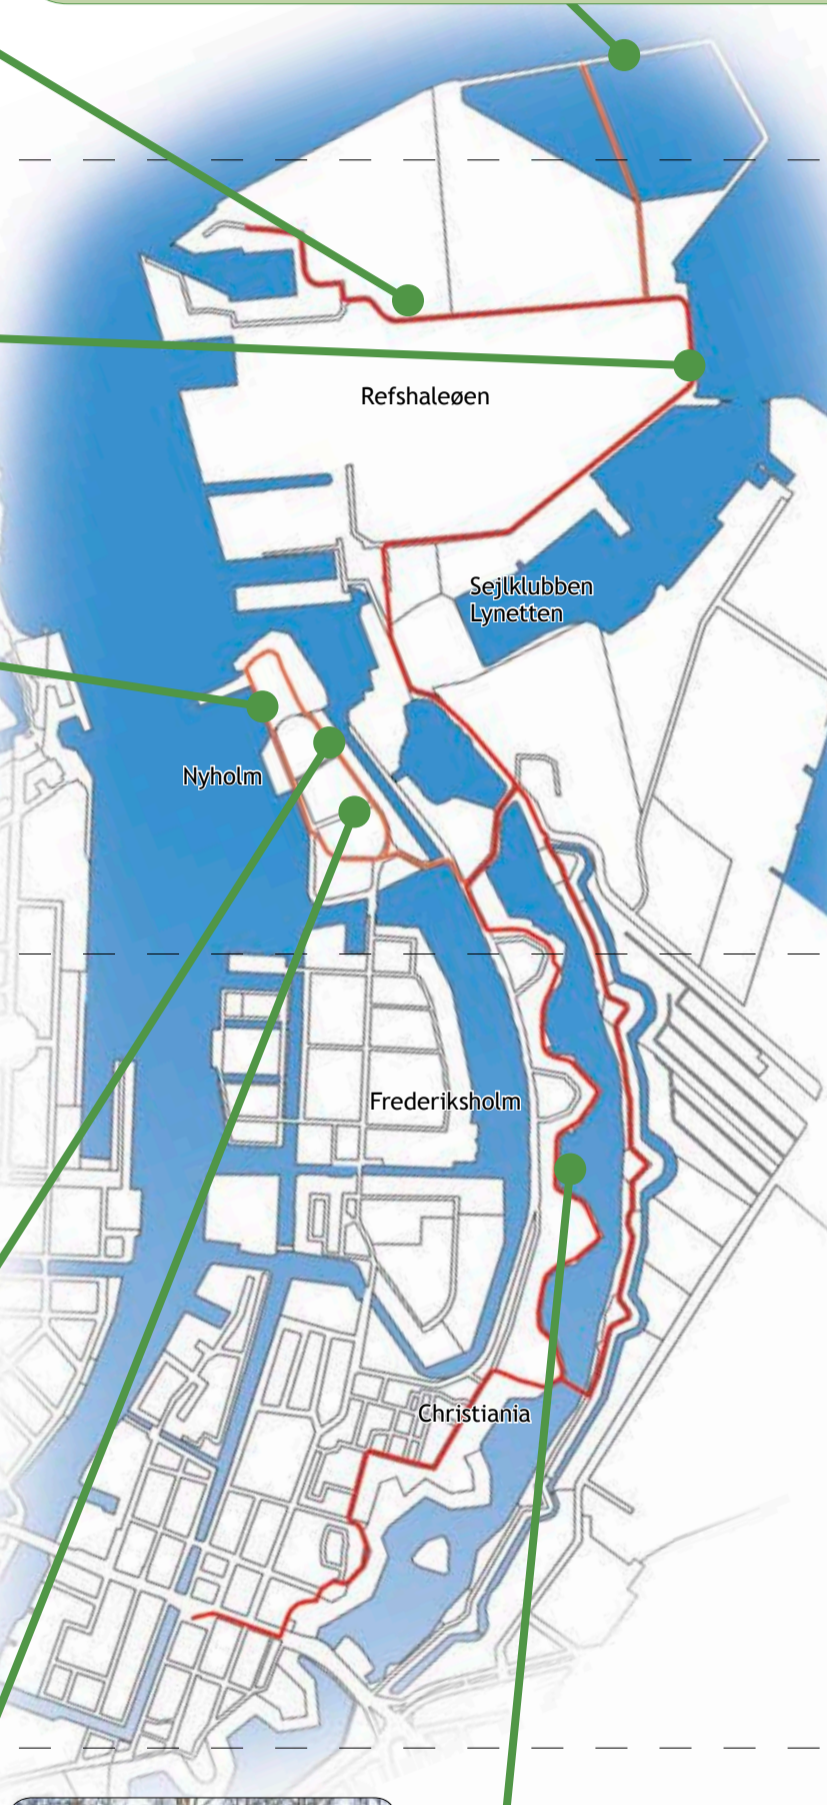 Refshaleøen
Sejlklubben
Lynetten
Nyholm
Frederiksholm
Christiania